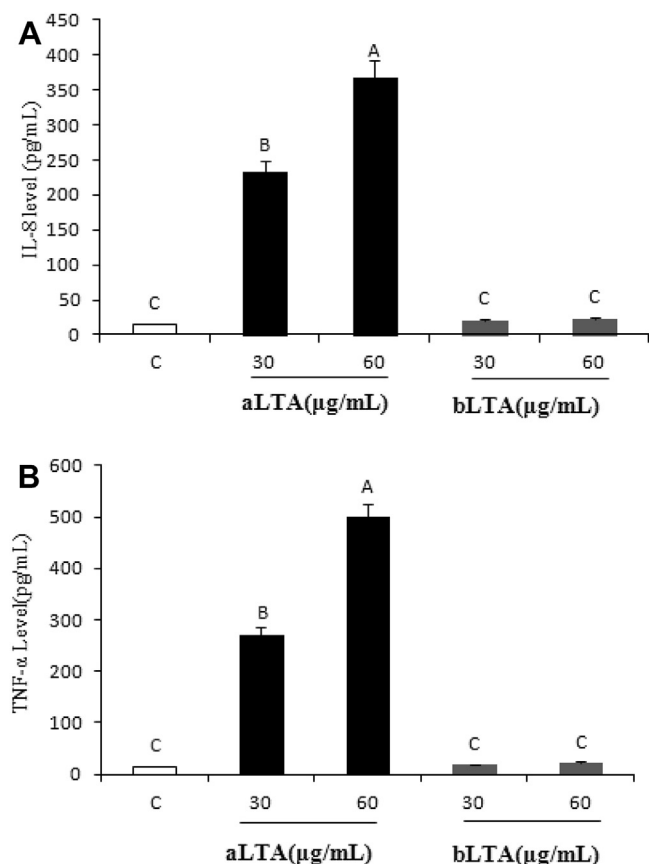 A
IL-8 level (pg/mL)
450
400
350
300
250
200
150
100
50
0
C
B
A
C
C
C
30
60
30
60
aLTA(µg/mL)
bLTA(µg/mL)
B
TNF-α Level(pg/mL)
600
500
400
300
200
100
0
C
B
A
C
C
C
30
60
30
60
aLTA(µg/mL)
bLTA(µg/mL)